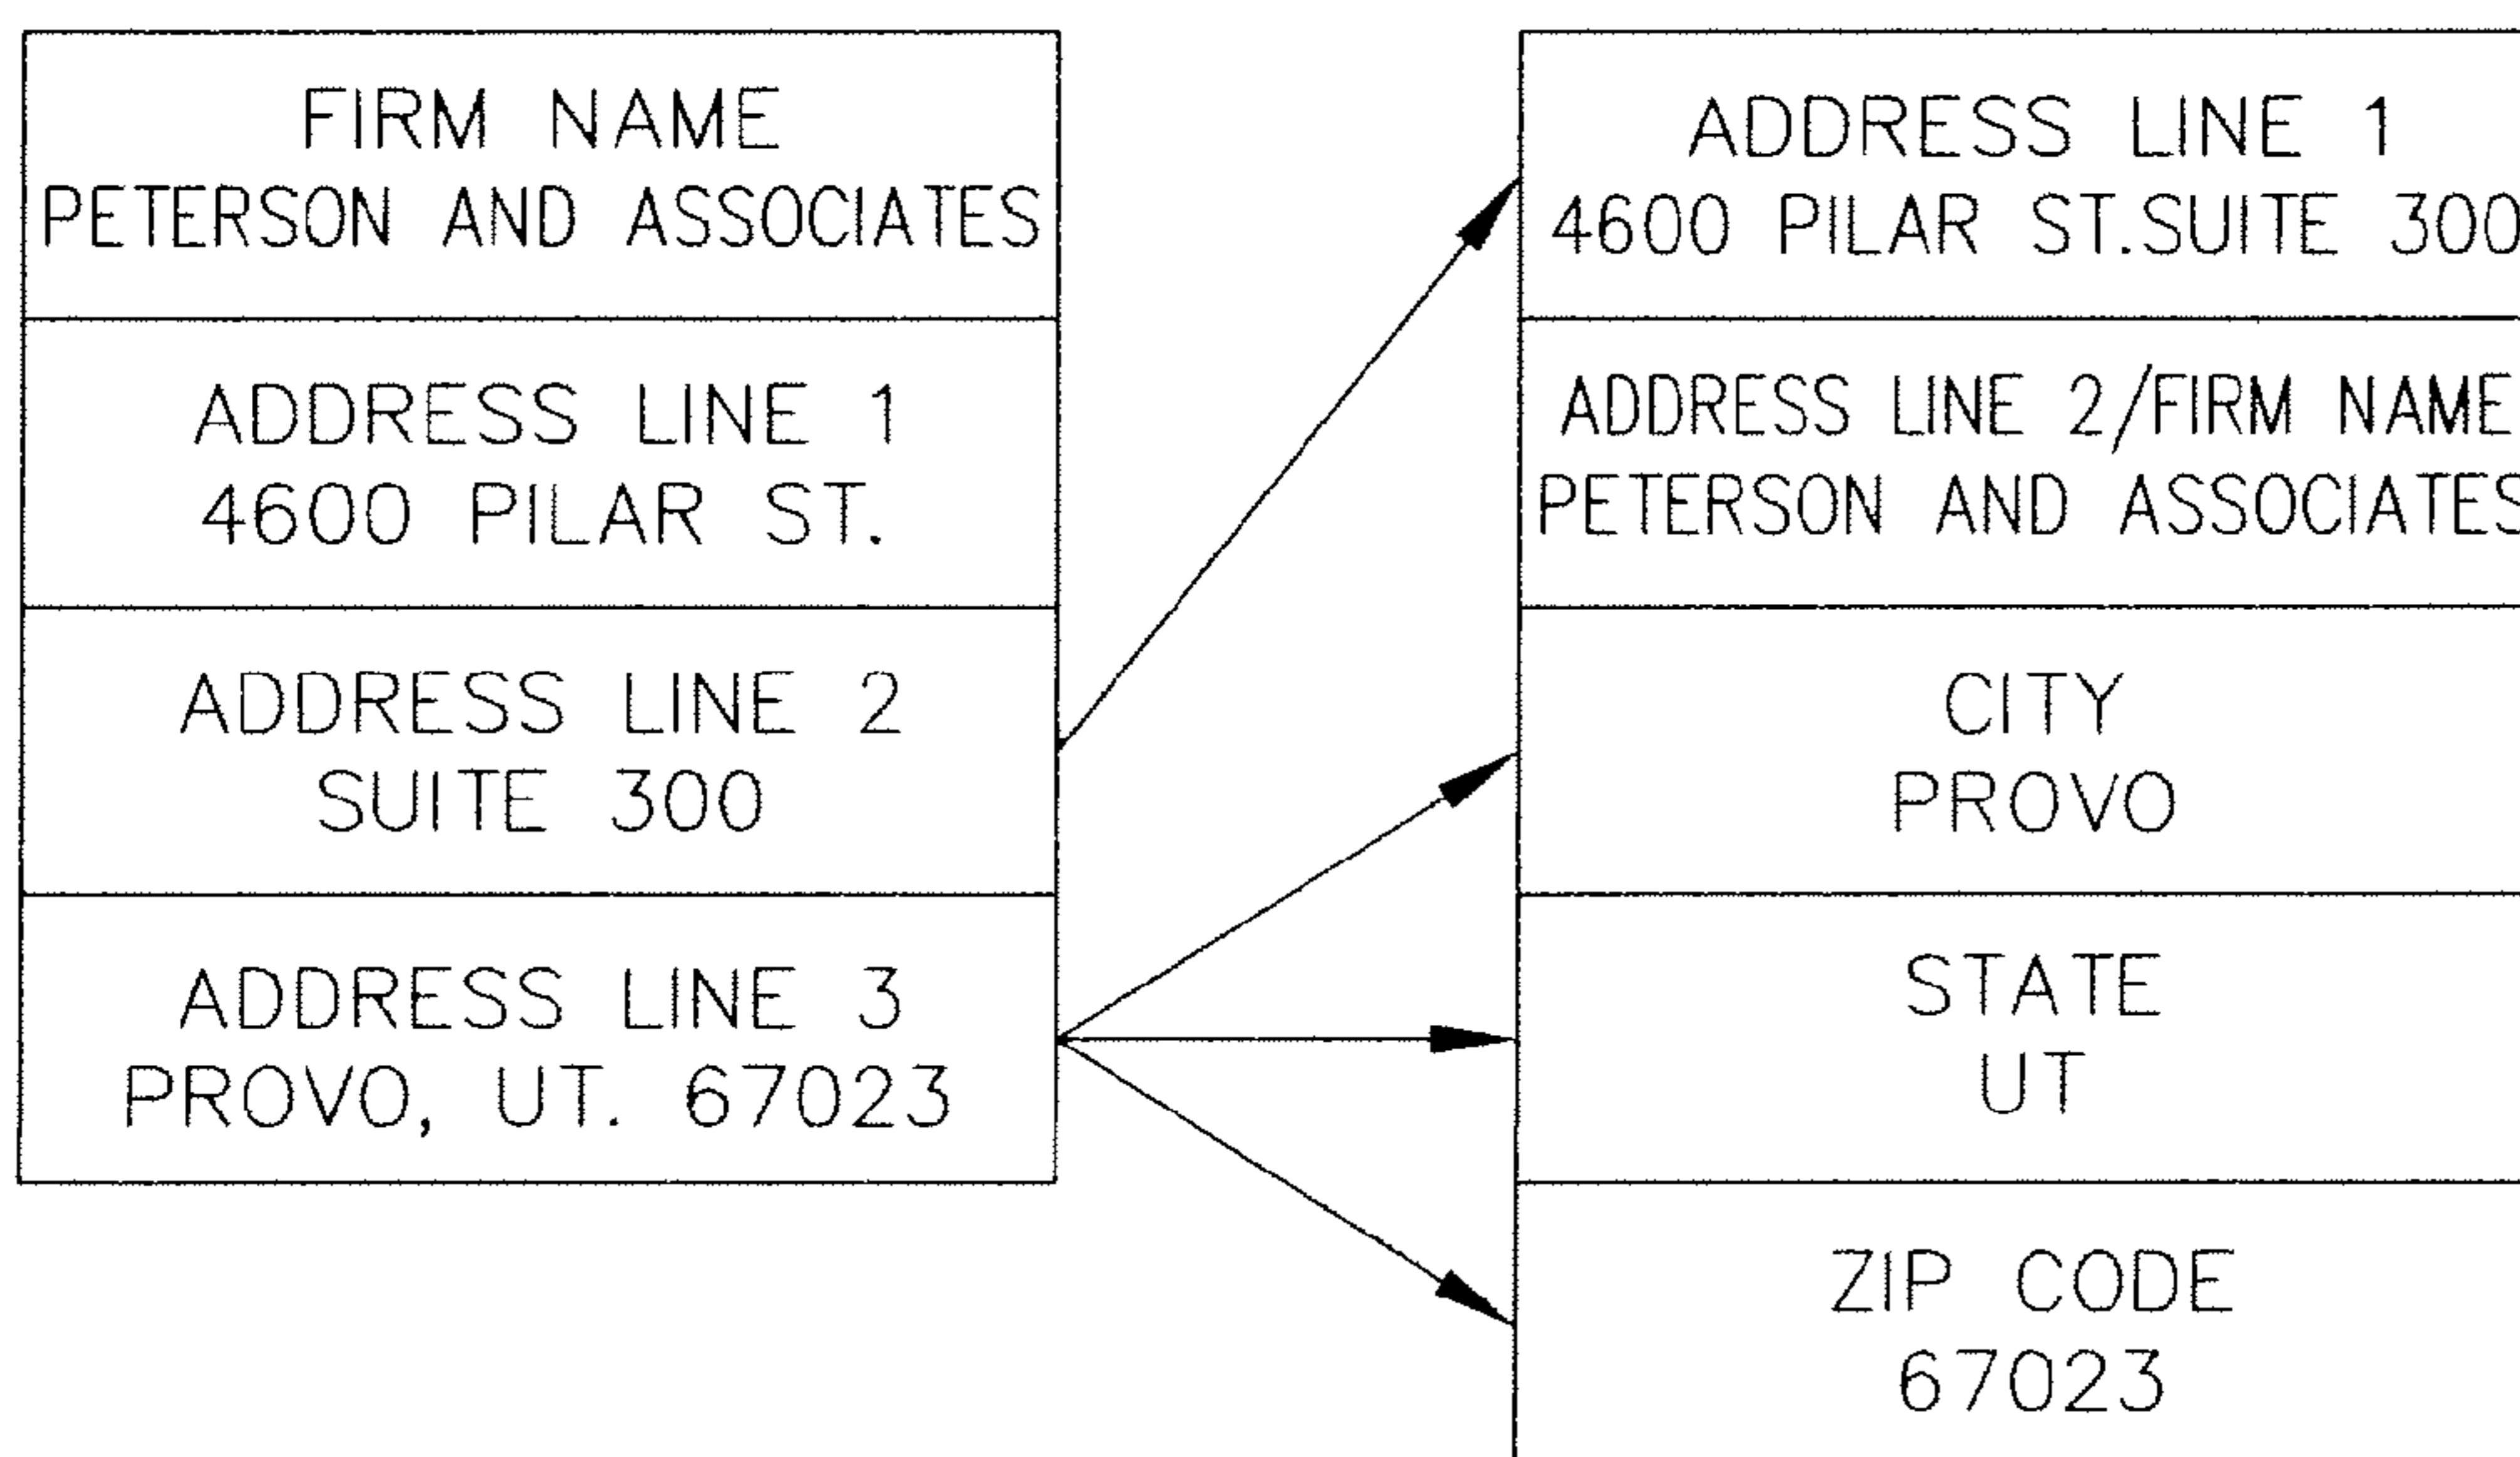 FIRM NAME
PETERSON AND ASSOCIATES
ADDRESS LINE 1
4600 PILAR ST.
ADDRESS LINE 2
SUITE 300
ADDRESS LINE 3
PROVO, UT. 67023
ADDRESS LINE 1
4600 PILAR ST.SUITE 300
ADDRESS LINE 2/FIRM NAME
PETERSON AND ASSOCIATES
CITY
PROVO
STATE
UT
ZIP CODE
67023